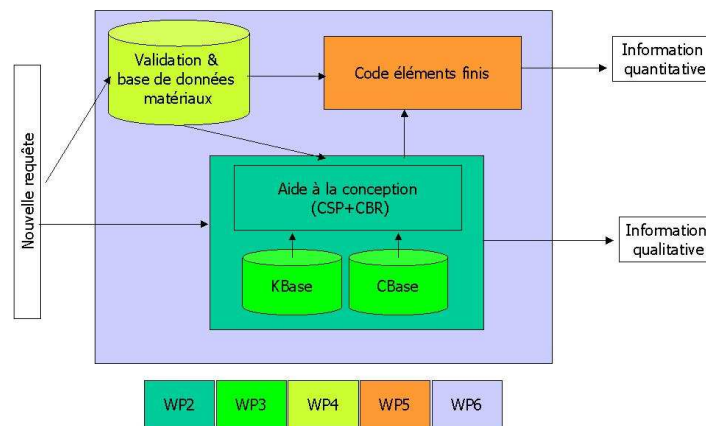 Validation &
base de données
matériaux
Code éléments finis
Information
quantitative
Nouvelle requête
Aide à la conception
(CSP+CBR)
Information
qualitative
KBase
CBase
WP2
WP3
WP4
WP5
WP6